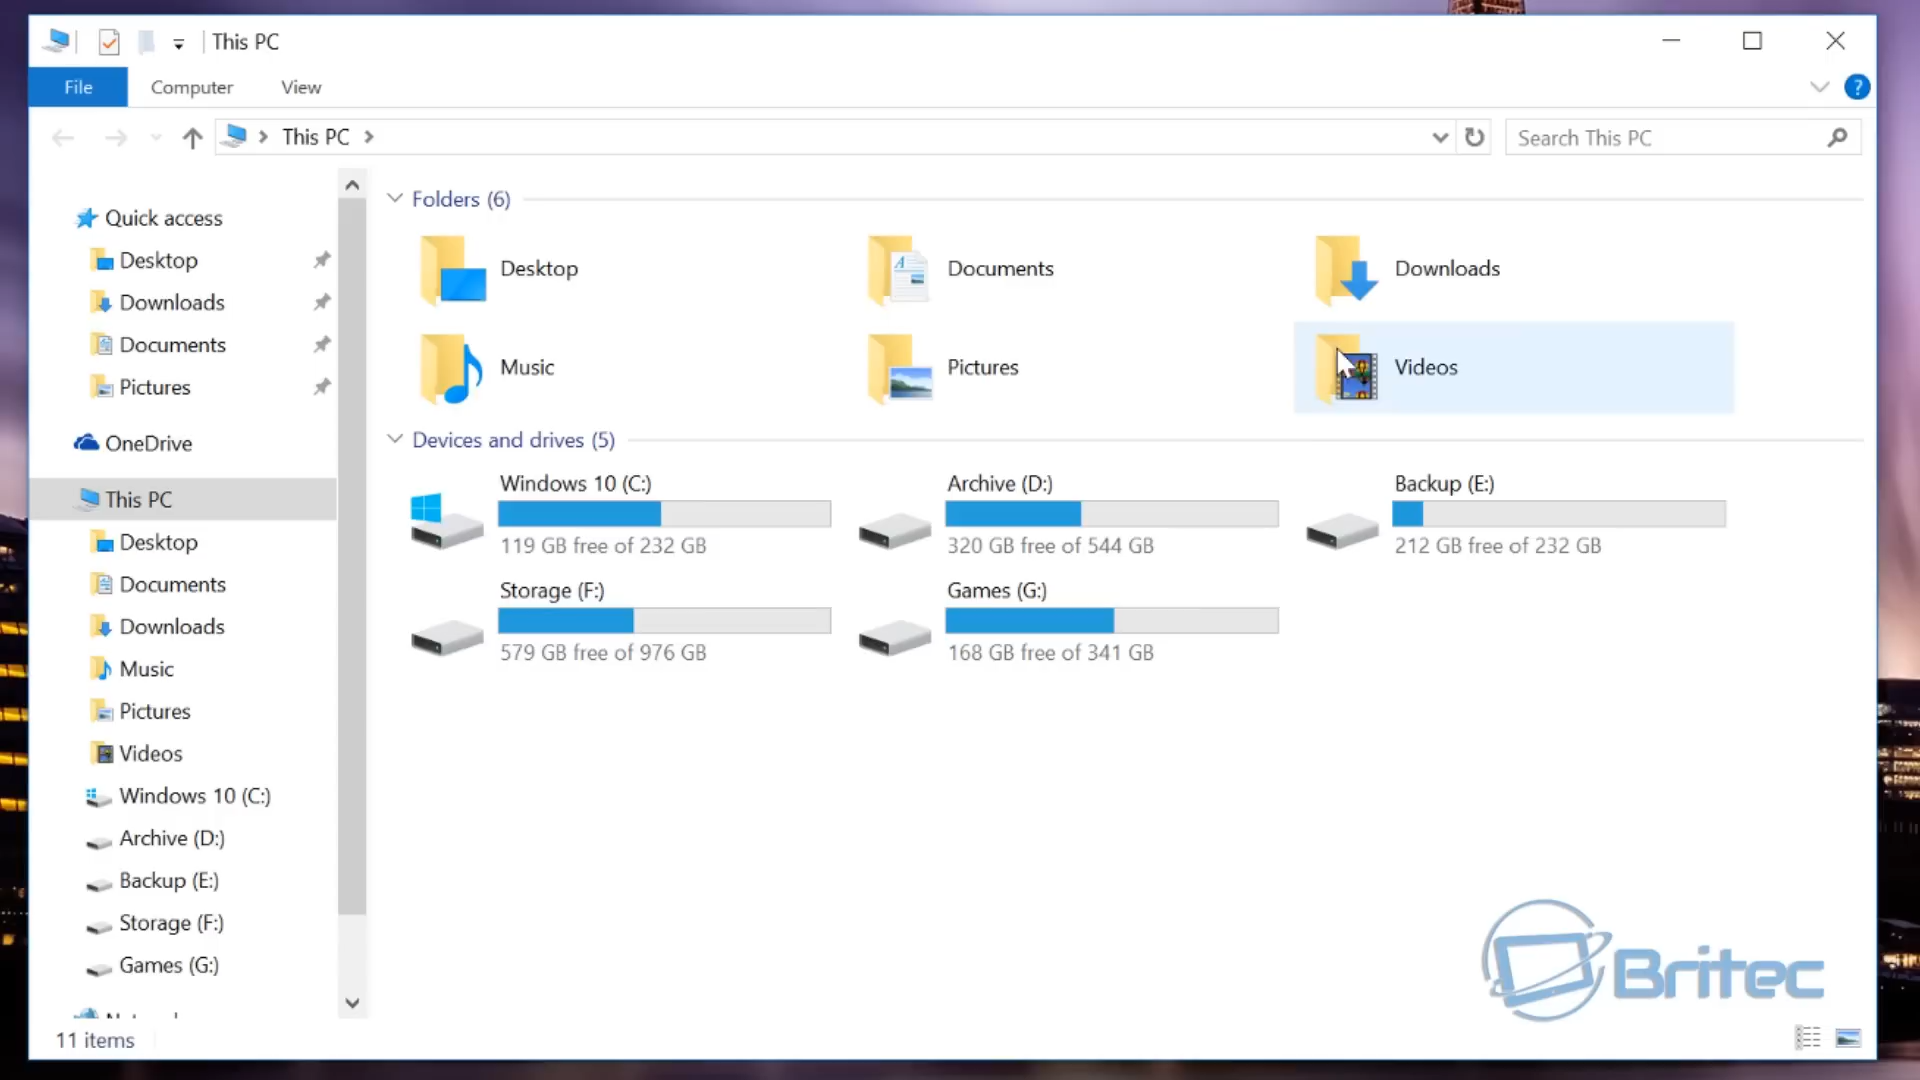 This PC
File Computer View
This PC
Search This PC
Quick access
Desktop
Downloads
Documents
Pictures
OneDrive
This PC
Desktop
Documents
Downloads
Music
Pictures
Videos
Windows 10 (C:)
Archive (D:)
Backup (E:)
Storage (F:)
Games (G:)
Folders (6)
Desktop Documents Downloads
Music Pictures Videos
Devices and drives (5)
Windows 10 (C:) Archive (D:) Backup (E:)
119 GB free of 232 GB 320 GB free of 544 GB 212 GB free of 232 GB
Storage (F:) Games (G:)
579 GB free of 976 GB 168 GB free of 341 GB
Britec
11 items